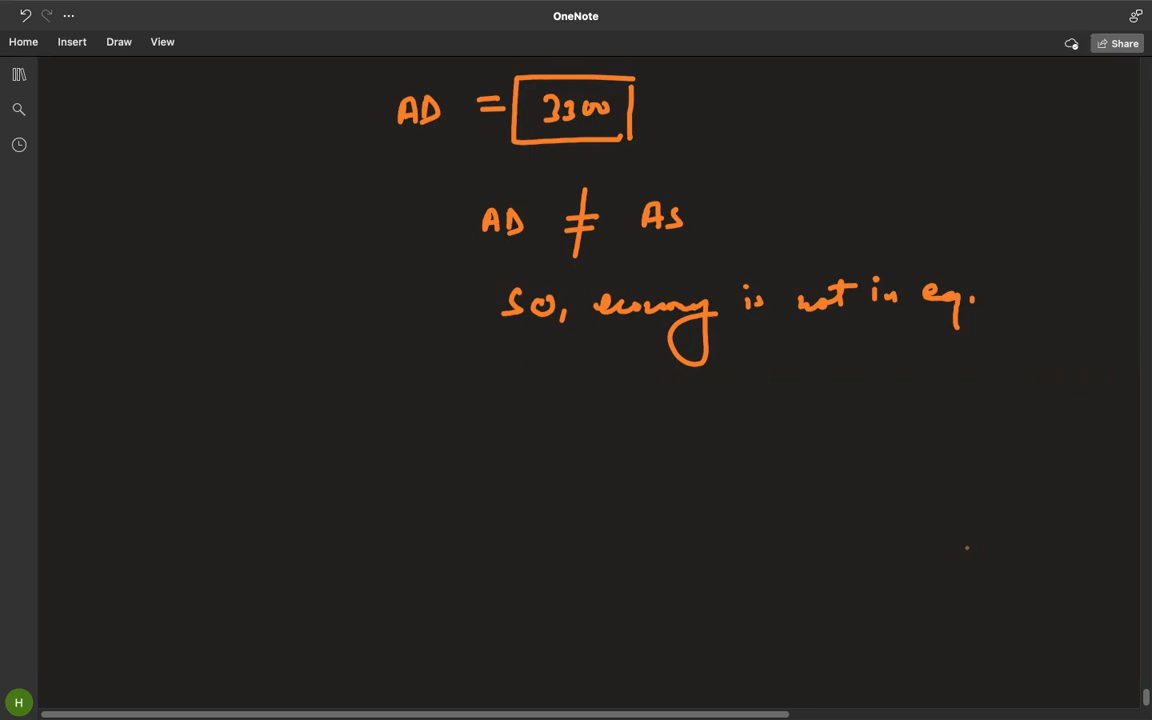 OneNote
Home Insert Draw View Share
AD = 3300
AD ≠ AS
So, economy is not in eq.
H